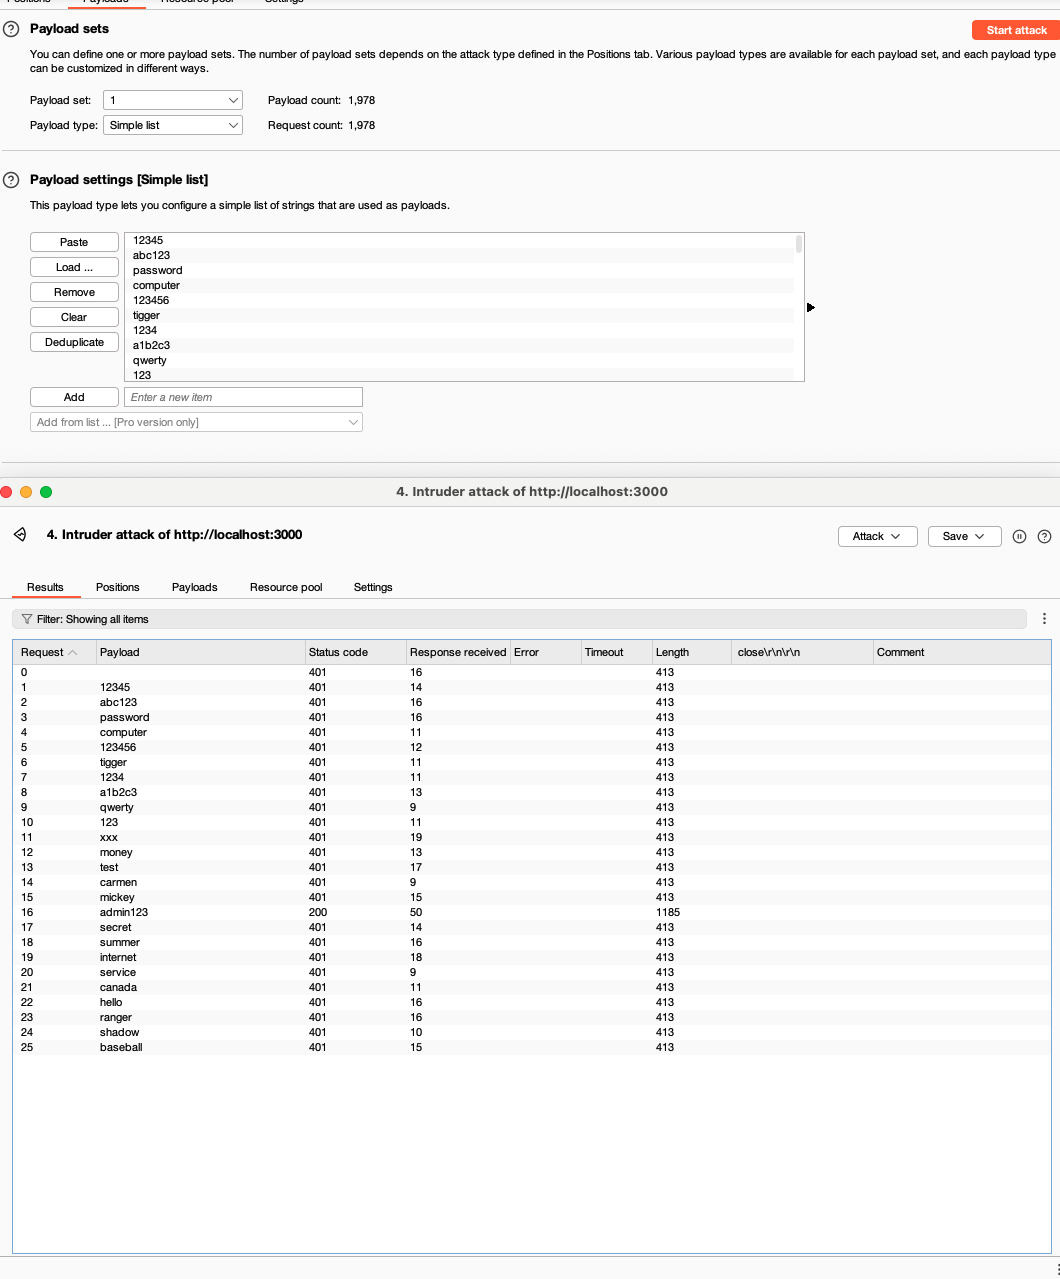 Positions Payloads Resource pool Settings
Payload sets
Start attack
You can define one or more payload sets. The number of payload sets depends on the attack type defined in the Positions tab. Various payload types are available for each payload set, and each payload type
can be customized in different ways.
Payload set: 1 Payload count: 1,978
Payload type: Simple list Request count: 1,978
Payload settings [Simple list]
This payload type lets you configure a simple list of strings that are used as payloads.
Paste
Load ...
Remove
Clear
Deduplicate
12345
abc123
password
computer
123456
tigger
1234
a1b2c3
qwerty
123
Add Enter a new item
Add from list ... [Pro version only]
4. Intruder attack of http://localhost:3000
4. Intruder attack of http://localhost:3000
Attack Save
Results Positions Payloads Resource pool Settings
Filter: Showing all items
Request Payload Status code Response received Error Timeout Length close\r\n\r\n Comment
0 401 16 413
1 12345 401 14 413
2 abc123 401 16 413
3 password 401 16 413
4 computer 401 11 413
5 123456 401 12 413
6 tigger 401 11 413
7 1234 401 11 413
8 a1b2c3 401 13 413
9 qwerty 401 9 413
10 123 401 11 413
11 xxx 401 19 413
12 money 401 13 413
13 test 401 17 413
14 carmen 401 9 413
15 mickey 401 15 413
16 admin123 200 50 1185
17 secret 401 14 413
18 summer 401 16 413
19 internet 401 18 413
20 service 401 9 413
21 canada 401 11 413
22 hello 401 16 413
23 ranger 401 16 413
24 shadow 401 10 413
25 baseball 401 15 413